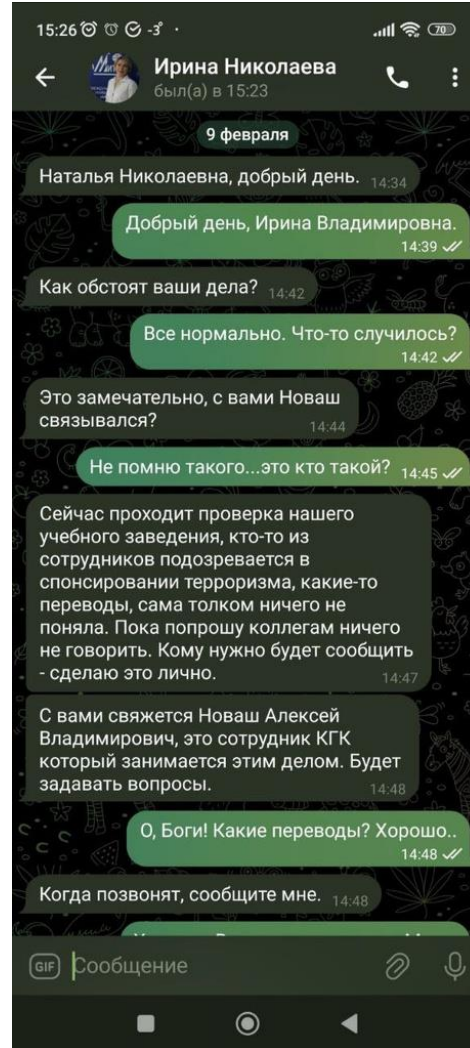 15:26 -3° ·
70
Ирина Николаева
был(а) в 15:23
9 февраля
Наталья Николаевна, добрый день. 14:34
Добрый день, Ирина Владимировна.
14:39
Как обстоят ваши дела? 14:42
Все нормально. Что-то случилось?
14:42
Это замечательно, с вами Новаш
связывался? 14:44
Не помню такого...это кто такой? 14:45
Сейчас проходит проверка нашего
учебного заведения, кто-то из
сотрудников подозревается в
спонсировании терроризма, какие-то
переводы, сама толком ничего не
поняла. Пока попрошу коллегам ничего
не говорить. Кому нужно будет сообщить
- сделаю это лично. 14:47
С вами свяжется Новаш Алексей
Владимирович, это сотрудник КГК
который занимается этим делом. Будет
задавать вопросы. 14:48
О, Боги! Какие переводы? Хорошо..
14:48
Когда позвонят, сообщите мне. 14:48
GIF Сообщение